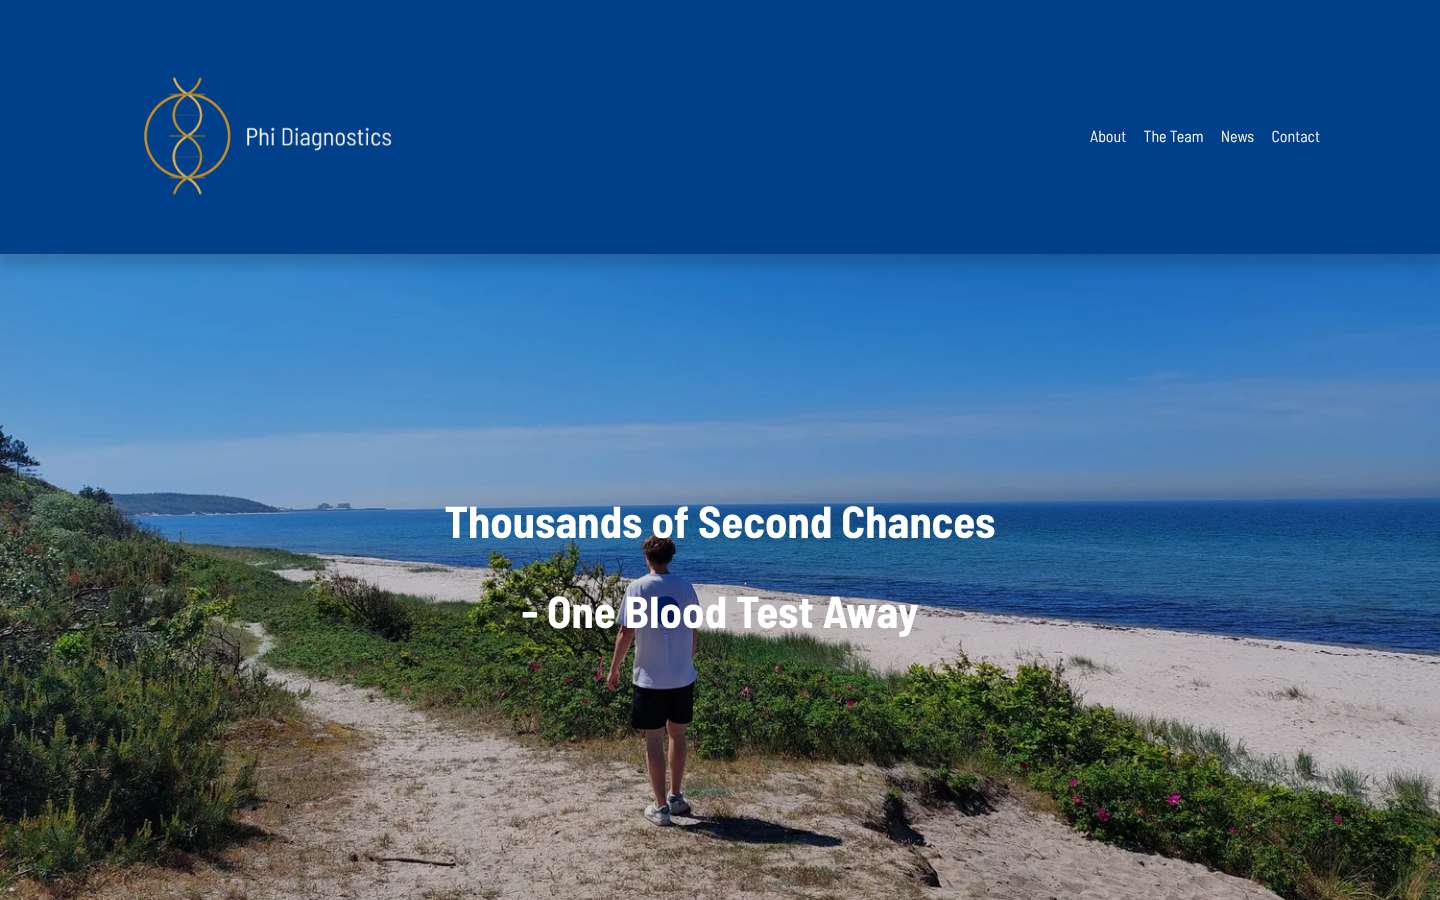 Phi Diagnostics
About The Team News Contact
Thousands of Second Chances
- One Blood Test Away